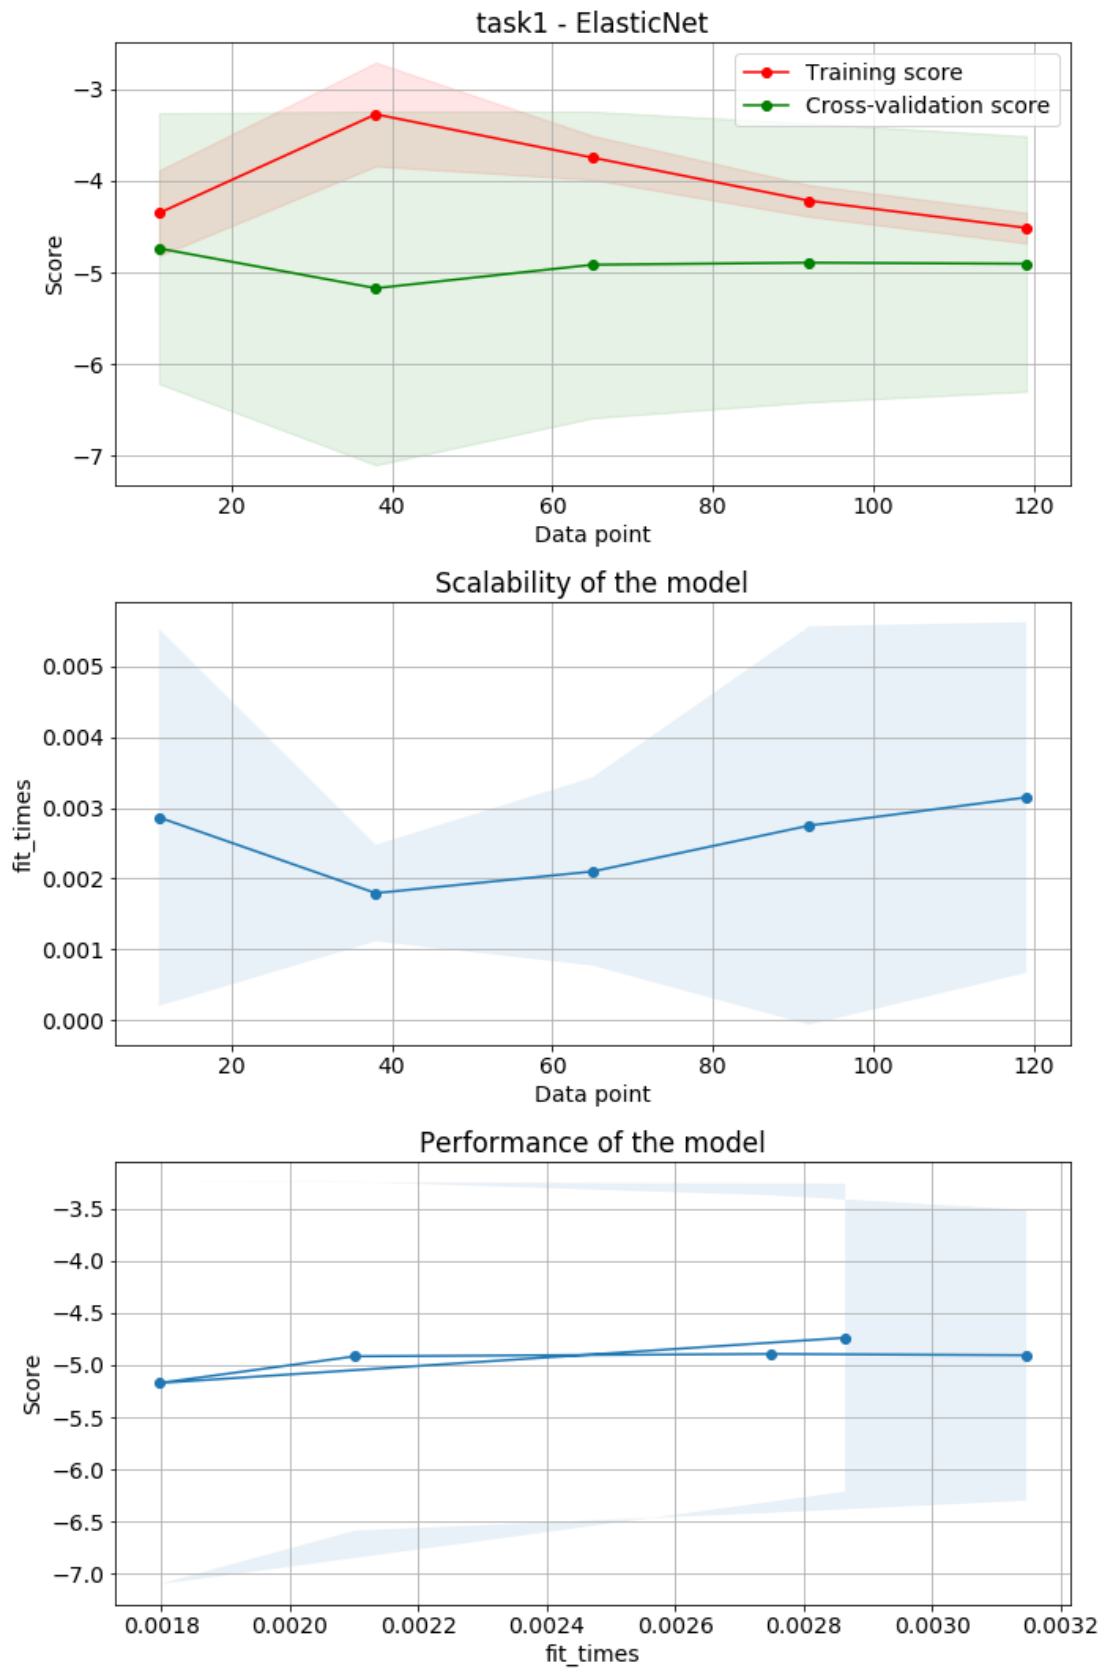 task1 - ElasticNet
Training score
Cross-validation score
−3
−4
−5
−6
−7
Score
20 40 60 80 100 120
Data point
Scalability of the model
0.005
0.004
0.003
0.002
0.001
0.000
fit_times
20 40 60 80 100 120
Data point
Performance of the model
−3.5
−4.0
−4.5
−5.0
−5.5
−6.0
−6.5
−7.0
Score
0.0018 0.0020 0.0022 0.0024 0.0026 0.0028 0.0030 0.0032
fit_times